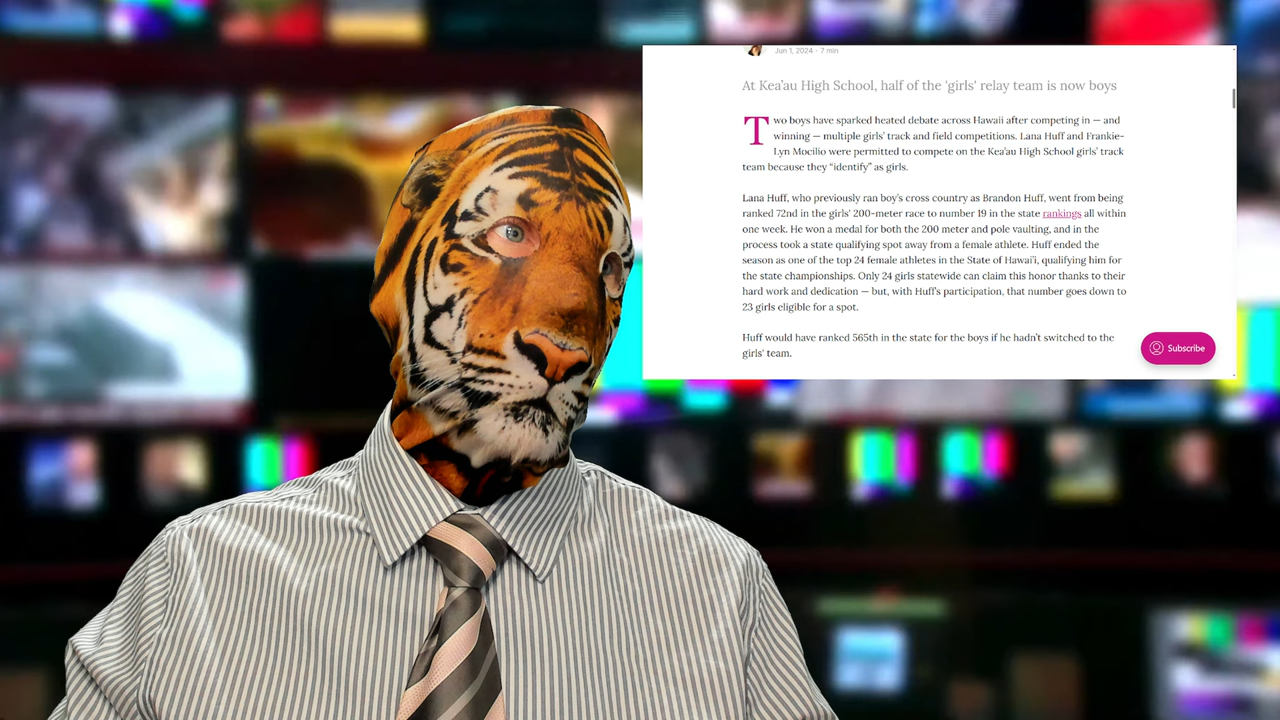 Jun 1, 2024 · 7 min
At Kea'au High School, half of the 'girls' relay team is now boys
Two boys have sparked heated debate across Hawaii after competing in — and
winning — multiple girls' track and field competitions. Lana Huff and Frankie-
Lyn Mocilio were permitted to compete on the Kea'au High School girls' track
team because they “identify” as girls.
Lana Huff, who previously ran boy's cross country as Brandon Huff, went from being
ranked 72nd in the girls' 200-meter race to number 19 in the state rankings all within
one week. He won a medal for both the 200 meter and pole vaulting, and in the
process took a state qualifying spot away from a female athlete. Huff ended the
season as one of the top 24 female athletes in the State of Hawai'i, qualifying him for
the state championships. Only 24 girls statewide can claim this honor thanks to their
hard work and dedication — but, with Huff's participation, that number goes down to
23 girls eligible for a spot.
Huff would have ranked 565th in the state for the boys if he hadn't switched to the
girls' team.
Subscribe